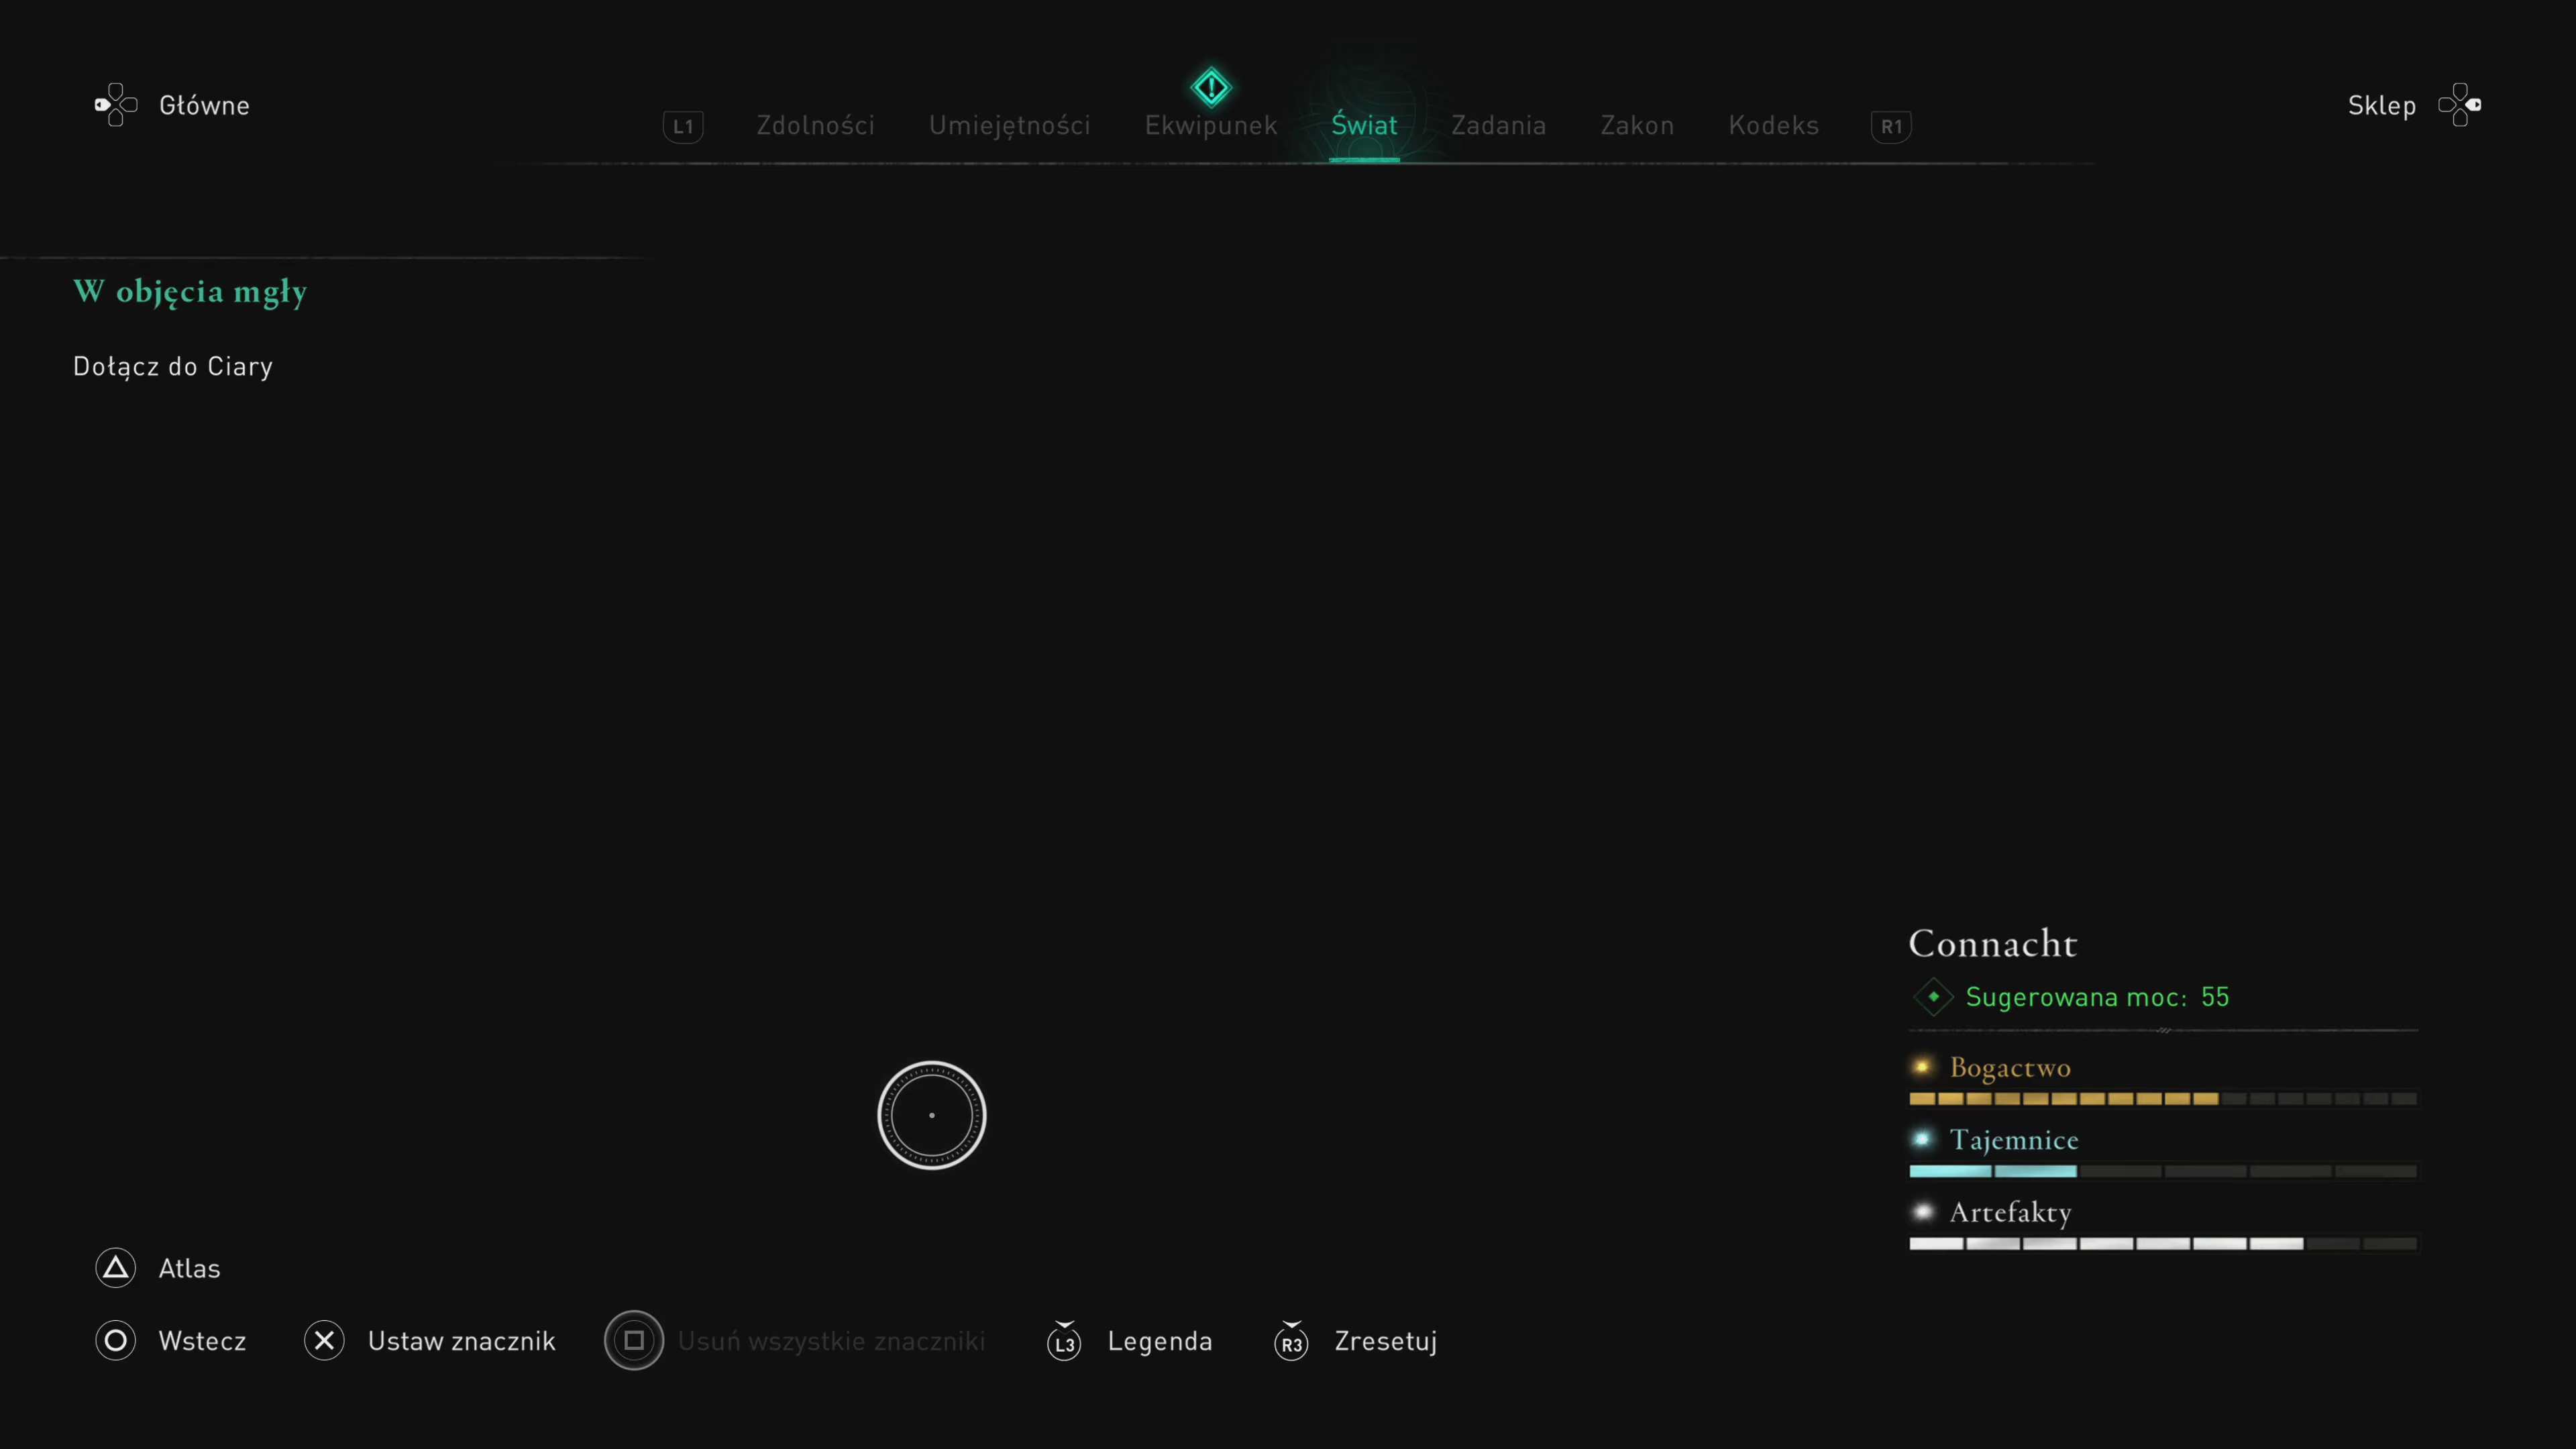 Główne
L1 Zdolności Umiejętności Ekwipunek Świat Zadania Zakon Kodeks R1
Sklep
W objęcia mgły
Dołącz do Ciary
Connacht
Sugerowana moc: 55
Bogactwo
Tajemnice
Artefakty
Atlas
Wstecz Ustaw znacznik Usuń wszystkie znaczniki L3 Legenda R3 Zresetuj